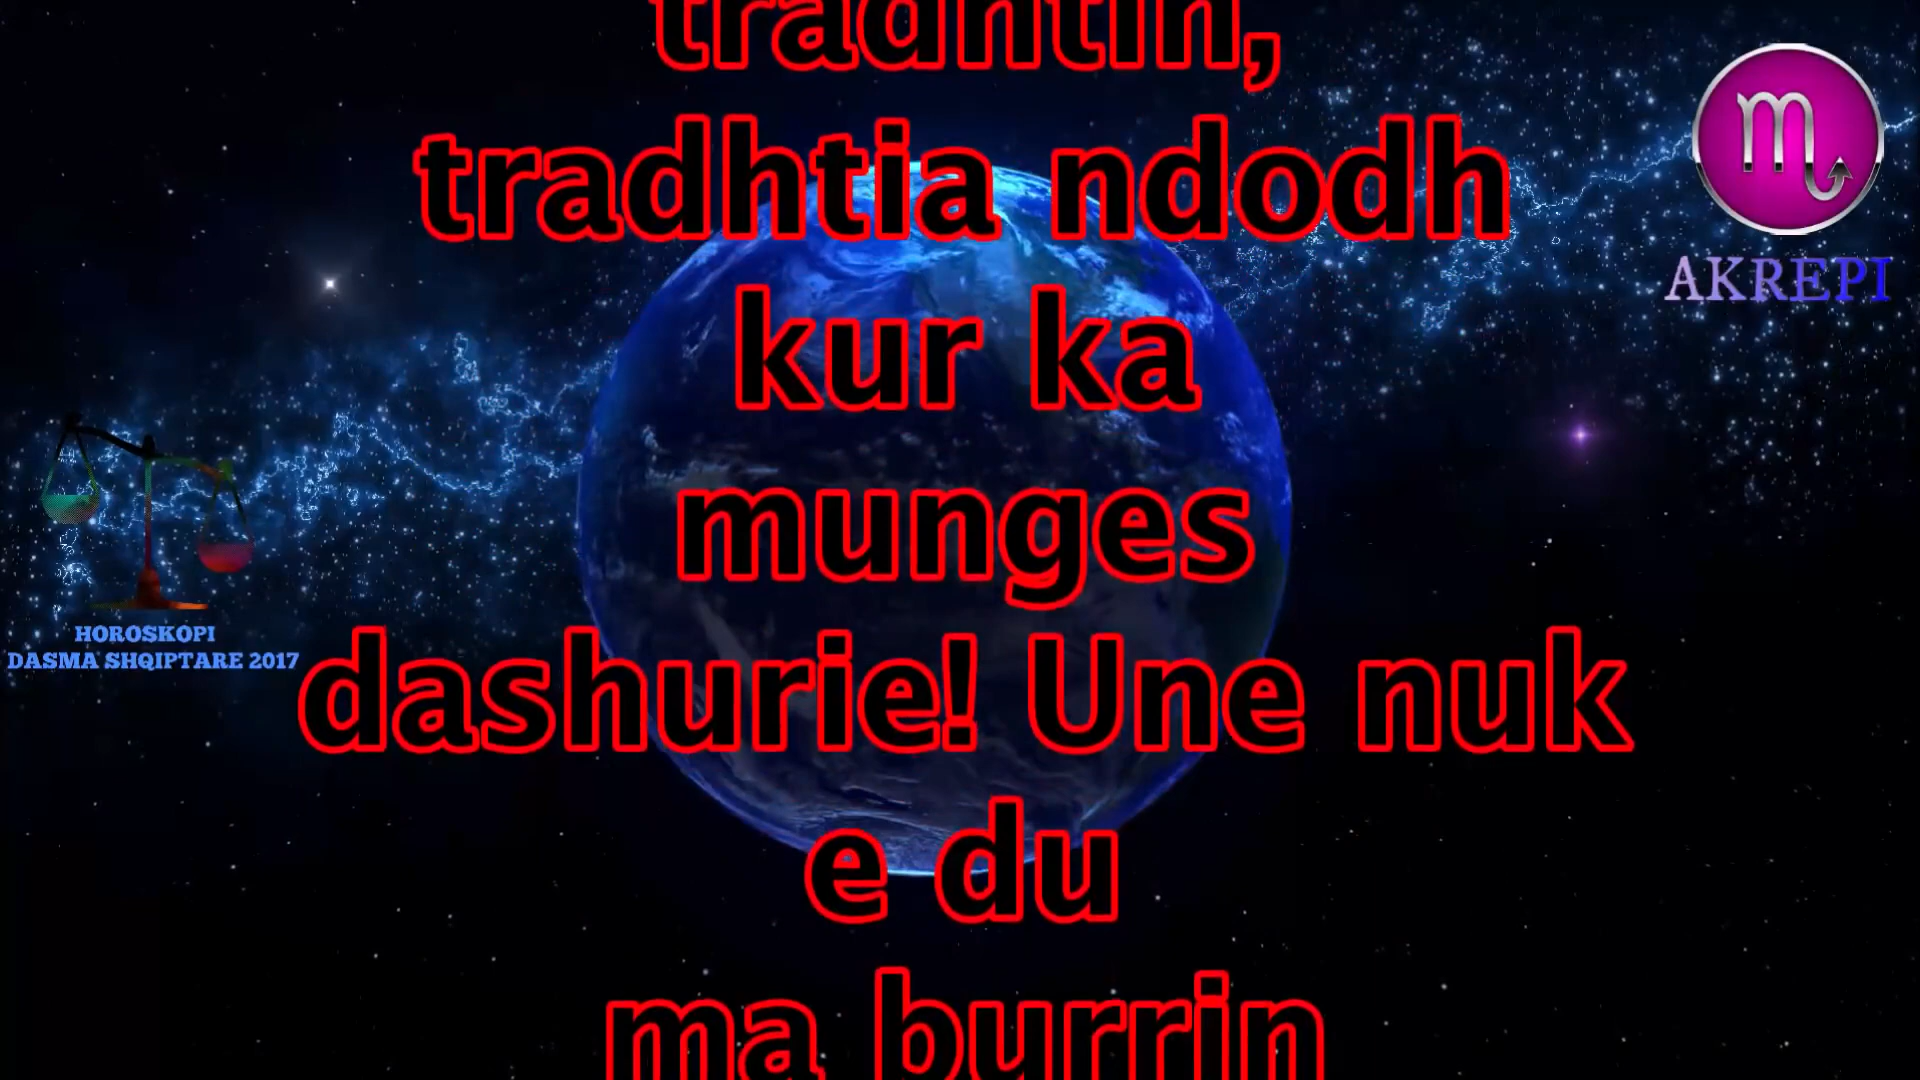 tradhtin,
tradhtia ndodh
kur ka
munges
dashurie! Une nuk
e du
ma burrin
AKREPI
HOROSKOPI
DASMA SHQIPTARE 2017